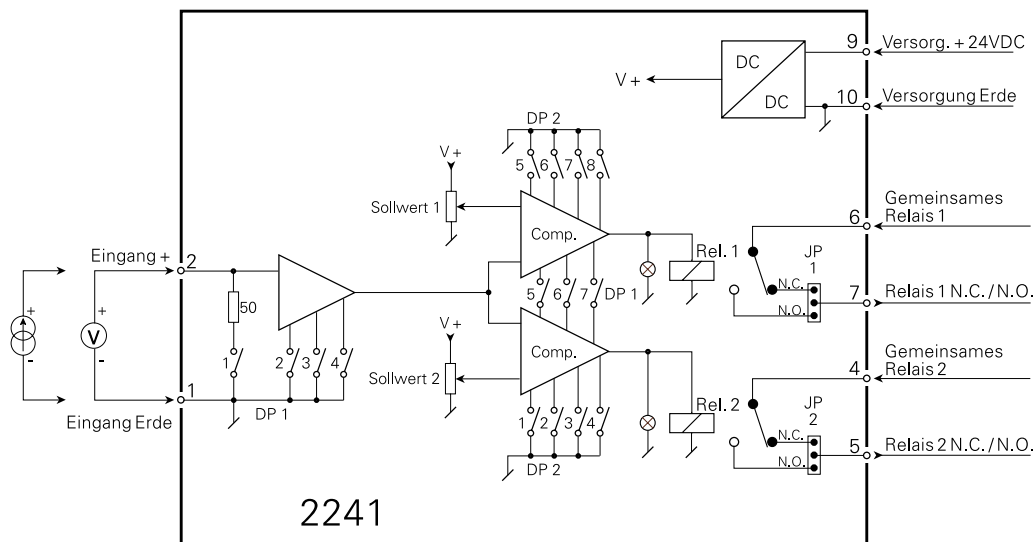 9
Versorg. + 24VDC
DC
V +
DC
10
Versorgung Erde
DP 2
5 6 7 8
V +
Sollwert 1
Comp.
Gemeinsames
Relais 1
6
Rel. 1
JP
1
N.C.
N.O.
7
Relais 1 N.C./N.O.
Eingang +
2
50
5 6 7 DP 1
+
-
+
V
-
V +
Sollwert 2
Comp.
1 2 3 4
1
Eingang Erde
DP 1
Gemeinsames
Relais 2
4
Rel. 2
JP
2
N.C.
N.O.
5
Relais 2 N.C./N.O.
1 2 3 4
DP 2
2241